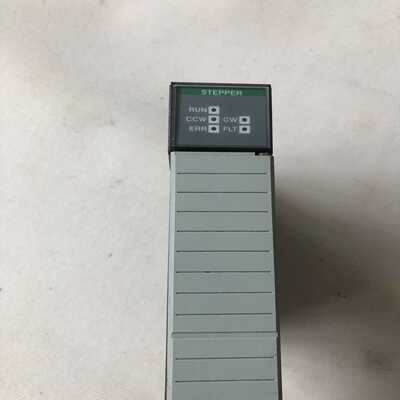 STEPPER
RUN
CCW CW
ERR FLT